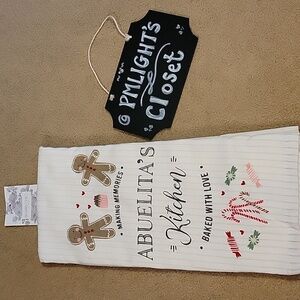 PMLIGHT'S
Closet
MAKING MEMORIES
ABUELITA'S
Kitchen
BAKED WITH LOVE